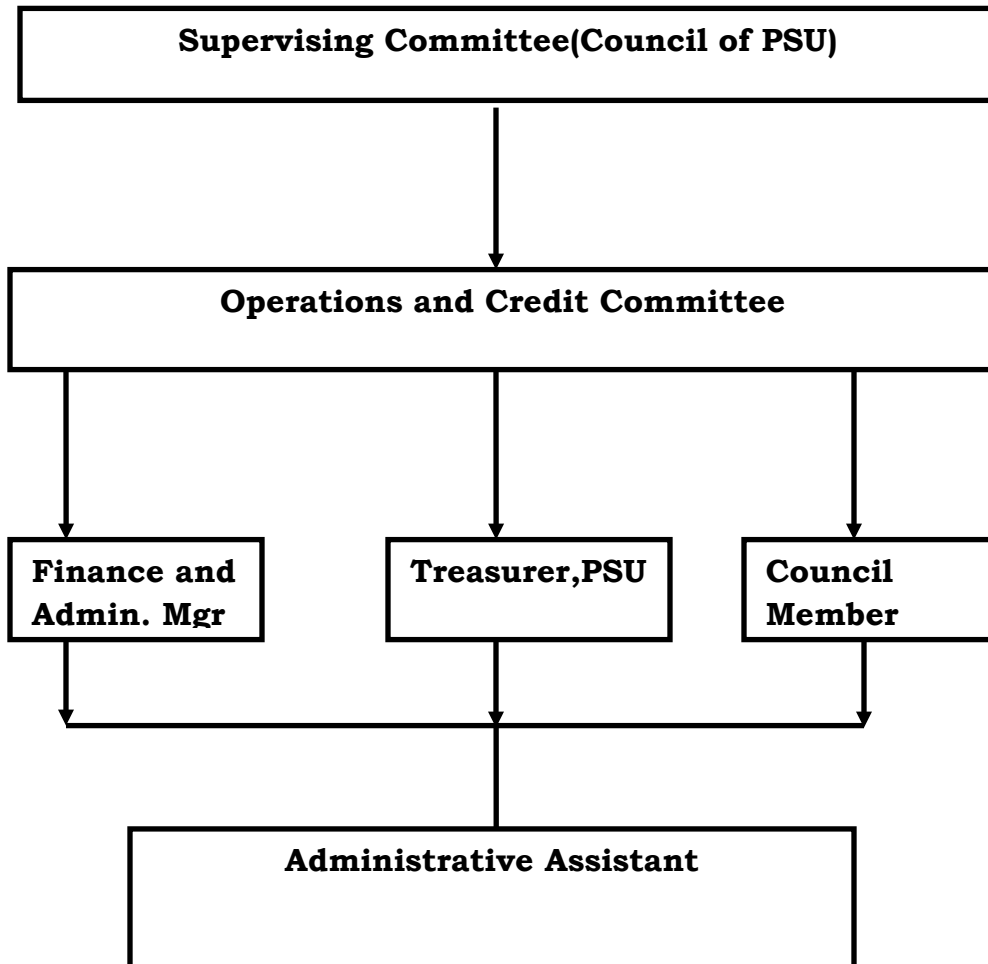 Supervising Committee(Council of PSU)
Operations and Credit Committee
Finance and
Admin. Mgr
Treasurer,PSU
Council
Member
Administrative Assistant